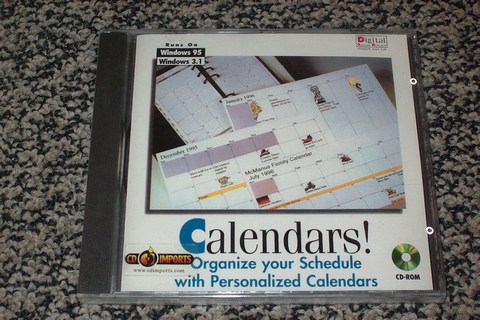 Runs On
Windows 95
Windows 3.1
Digital
January 1996
December 1995
McManus Family Calendar
July 1996
Calendars!
CD IMPORTS
www.cdimports.com
Organize your Schedule
with Personalized Calendars
CD-ROM